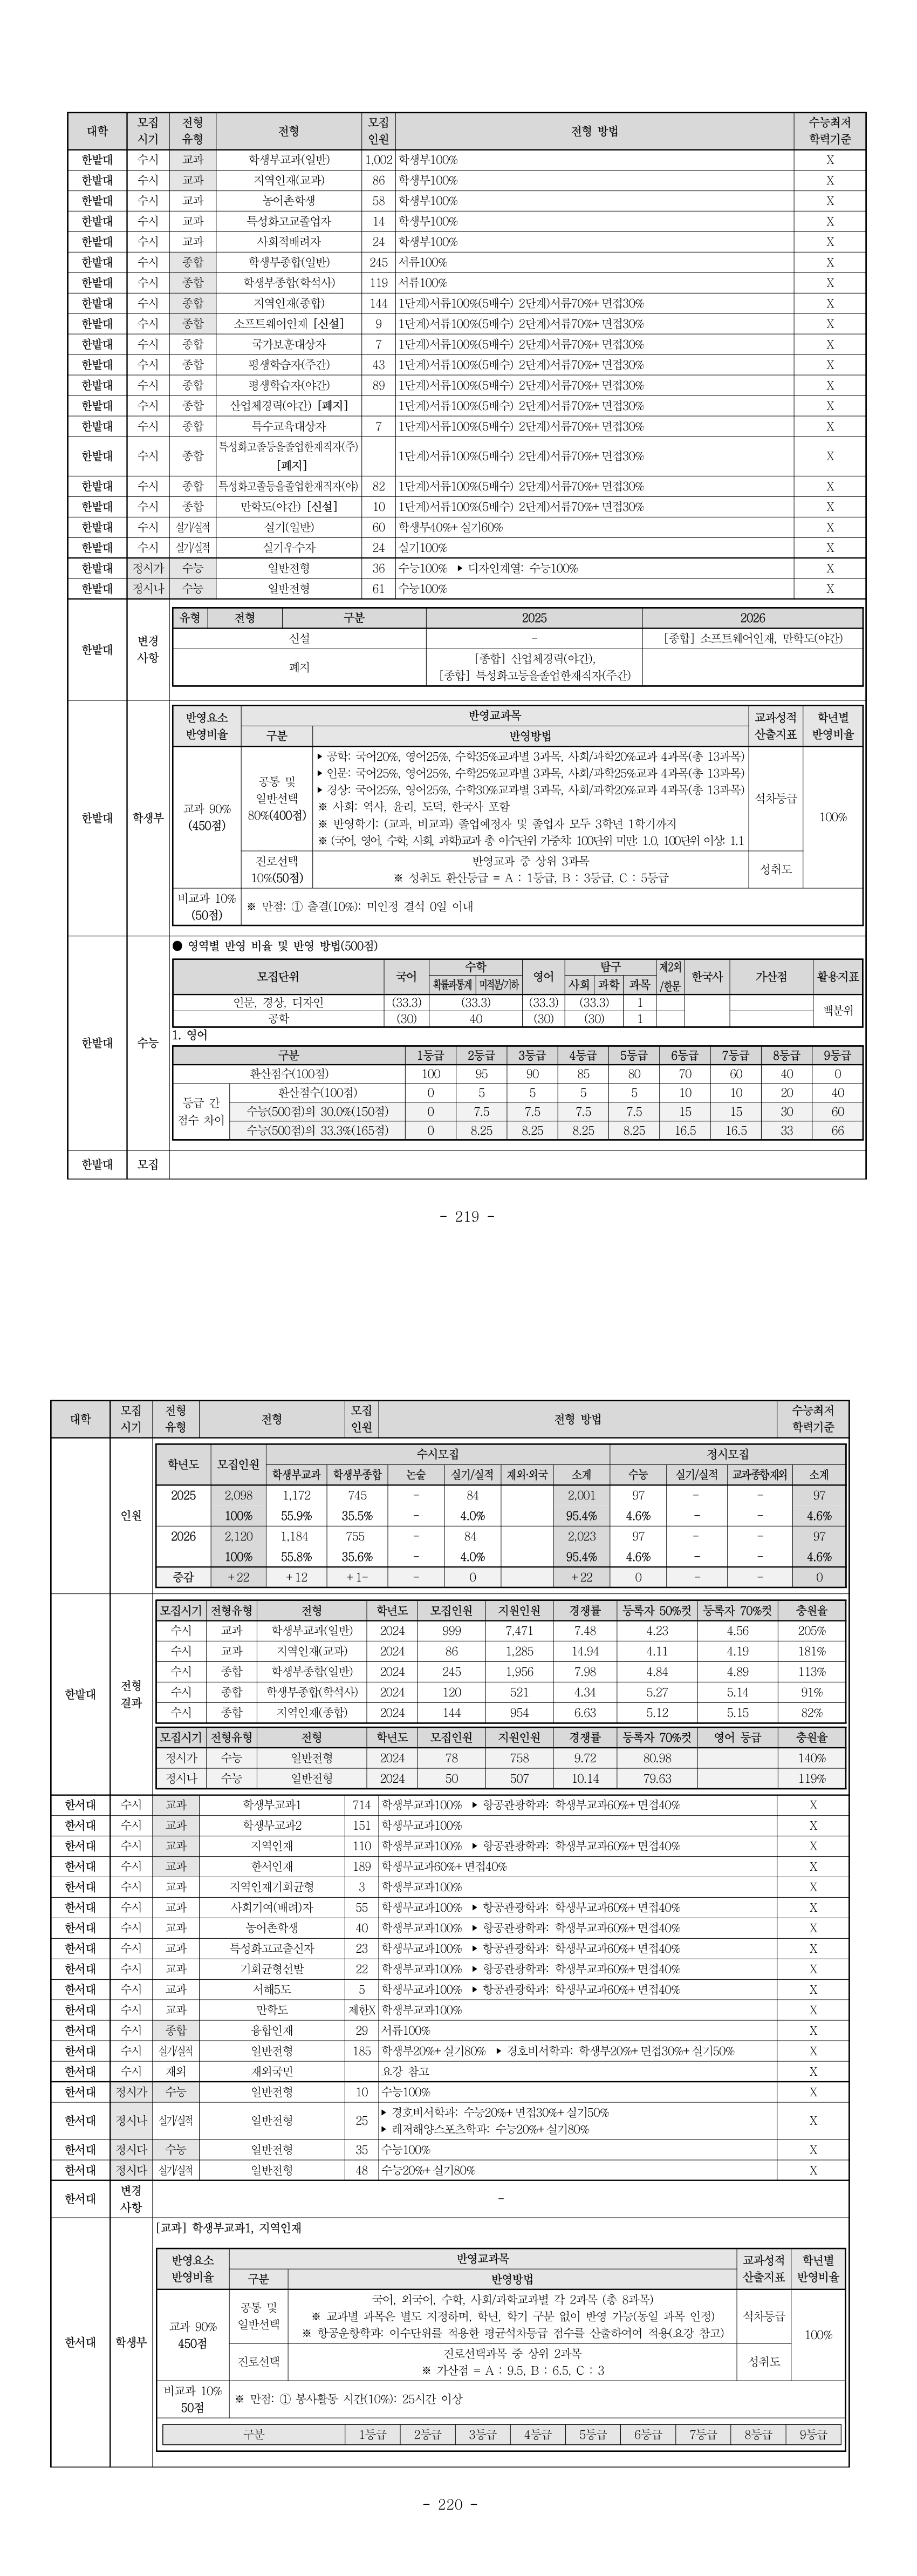 대학 모집시기 전형유형 전형 모집인원 전형 방법 수능최저학력기준
한밭대 수시 교과 학생부교과(일반) 1,002 학생부100% X
한밭대 수시 교과 지역인재(교과) 86 학생부100% X
한밭대 수시 교과 농어촌학생 58 학생부100% X
한밭대 수시 교과 특성화고교졸업자 14 학생부100% X
한밭대 수시 교과 사회적배려자 24 학생부100% X
한밭대 수시 종합 학생부종합(일반) 245 서류100% X
한밭대 수시 종합 학생부종합(학석사) 119 서류100% X
한밭대 수시 종합 지역인재(종합) 144 1단계)서류100%(5배수) 2단계)서류70%+면접30% X
한밭대 수시 종합 소프트웨어인재 [신설] 9 1단계)서류100%(5배수) 2단계)서류70%+면접30% X
한밭대 수시 종합 국가보훈대상자 7 1단계)서류100%(5배수) 2단계)서류70%+면접30% X
한밭대 수시 종합 평생학습자(주간) 43 1단계)서류100%(5배수) 2단계)서류70%+면접30% X
한밭대 수시 종합 평생학습자(야간) 89 1단계)서류100%(5배수) 2단계)서류70%+면접30% X
한밭대 수시 종합 산업체경력(야간) [폐지] 1단계)서류100%(5배수) 2단계)서류70%+면접30% X
한밭대 수시 종합 특수교육대상자 7 1단계)서류100%(5배수) 2단계)서류70%+면접30% X
한밭대 수시 종합 특성화고졸등을졸업한재직자(주) [폐지] 1단계)서류100%(5배수) 2단계)서류70%+면접30% X
한밭대 수시 종합 특성화고졸등을졸업한재직자(야) 82 1단계)서류100%(5배수) 2단계)서류70%+면접30% X
한밭대 수시 종합 만학도(야간) [신설] 10 1단계)서류100%(5배수) 2단계)서류70%+면접30% X
한밭대 수시 실기/실적 실기(일반) 60 학생부40%+실기60% X
한밭대 수시 실기/실적 실기우수자 24 실기100% X
한밭대 정시가 수능 일반전형 36 수능100% ▶ 디자인계열: 수능100% X
한밭대 정시나 수능 일반전형 61 수능100% X
한밭대 변경사항
유형 전형 구분 2025 2026
신설 - [종합] 소프트웨어인재, 만학도(야간)
폐지 [종합] 산업체경력(야간),
[종합] 특성화고등을졸업한재직자(주간)
한밭대 학생부
반영요소 반영비율 반영교과목 교과성적 산출지표 학년별 반영비율
구분 반영방법
교과 90% (450점) 공통 및 일반선택 80%(400점)
▶ 공학: 국어20%, 영어25%, 수학35%교과별 3과목, 사회/과학20%교과 4과목(총 13과목)
▶ 인문: 국어25%, 영어25%, 수학25%교과별 3과목, 사회/과학25%교과 4과목(총 13과목)
▶ 경상: 국어25%, 영어25%, 수학30%교과별 3과목, 사회/과학20%교과 4과목(총 13과목)
※ 사회: 역사, 윤리, 도덕, 한국사 포함
※ 반영학기: (교과, 비교과) 졸업예정자 및 졸업자 모두 3학년 1학기까지
※ (국어, 영어, 수학, 사회, 과학)교과 총 이수단위 가중치: 100단위 미만: 1.0, 100단위 이상: 1.1
석차등급 100%
진로선택 10%(50점) 반영교과 중 상위 3과목
※ 성취도 환산등급 = A : 1등급, B : 3등급, C : 5등급
성취도
비교과 10% (50점) ※ 만점: ① 출결(10%): 미인정 결석 0일 이내
한밭대 수능
● 영역별 반영 비율 및 반영 방법(500점)
모집단위 국어 수학 영어 탐구 제2외/한문 한국사 가산점 활용지표
확률과통계 미적분/기하 사회 과학 과목
인문, 경상, 디자인 (33.3) (33.3) (33.3) (33.3) 1 백분위
공학 (30) 40 (30) (30) 1
1. 영어
구분 1등급 2등급 3등급 4등급 5등급 6등급 7등급 8등급 9등급
환산점수(100점) 100 95 90 85 80 70 60 40 0
등급 간 점수 차이 환산점수(100점) 0 5 5 5 5 10 10 20 40
수능(500점)의 30.0%(150점) 0 7.5 7.5 7.5 7.5 15 15 30 60
수능(500점)의 33.3%(165점) 0 8.25 8.25 8.25 8.25 16.5 16.5 33 66
한밭대 모집
- 219 -
대학 모집시기 전형유형 전형 모집인원 전형 방법 수능최저학력기준
인원
학년도 모집인원 수시모집 정시모집
학생부교과 학생부종합 논술 실기/실적 재외·외국 소계 수능 실기/실적 교과종합재외 소계
2025 2,098 1,172 745 - 84 2,001 97 - - 97
100% 55.9% 35.5% - 4.0% 95.4% 4.6% - - 4.6%
2026 2,120 1,184 755 - 84 2,023 97 - - 97
100% 55.8% 35.6% - 4.0% 95.4% 4.6% - - 4.6%
증감 +22 +12 +1- - 0 +22 0 - - 0
한밭대 전형결과
모집시기 전형유형 전형 학년도 모집인원 지원인원 경쟁률 등록자 50%컷 등록자 70%컷 충원율
수시 교과 학생부교과(일반) 2024 999 7,471 7.48 4.23 4.56 205%
수시 교과 지역인재(교과) 2024 86 1,285 14.94 4.11 4.19 181%
수시 종합 학생부종합(일반) 2024 245 1,956 7.98 4.84 4.89 113%
수시 종합 학생부종합(학석사) 2024 120 521 4.34 5.27 5.14 91%
수시 종합 지역인재(종합) 2024 144 954 6.63 5.12 5.15 82%
모집시기 전형유형 전형 학년도 모집인원 지원인원 경쟁률 등록자 70%컷 영어 등급 충원율
정시가 수능 일반전형 2024 78 758 9.72 80.98 140%
정시나 수능 일반전형 2024 50 507 10.14 79.63 119%
한서대 수시 교과 학생부교과1 714 학생부교과100% ▶ 항공관광학과: 학생부교과60%+면접40% X
한서대 수시 교과 학생부교과2 151 학생부교과100% X
한서대 수시 교과 지역인재 110 학생부교과100% ▶ 항공관광학과: 학생부교과60%+면접40% X
한서대 수시 교과 한서인재 189 학생부교과60%+면접40% X
한서대 수시 교과 지역인재기회균형 3 학생부교과100% X
한서대 수시 교과 사회기여(배려)자 55 학생부교과100% ▶ 항공관광학과: 학생부교과60%+면접40% X
한서대 수시 교과 농어촌학생 40 학생부교과100% ▶ 항공관광학과: 학생부교과60%+면접40% X
한서대 수시 교과 특성화고교출신자 23 학생부교과100% ▶ 항공관광학과: 학생부교과60%+면접40% X
한서대 수시 교과 기회균형선발 22 학생부교과100% ▶ 항공관광학과: 학생부교과60%+면접40% X
한서대 수시 교과 서해5도 5 학생부교과100% ▶ 항공관광학과: 학생부교과60%+면접40% X
한서대 수시 교과 만학도 제한X 학생부교과100% X
한서대 수시 종합 융합인재 29 서류100% X
한서대 수시 실기/실적 일반전형 185 학생부20%+실기80% ▶ 경호비서학과: 학생부20%+면접30%+실기50% X
한서대 수시 재외 재외국민 요강 참고 X
한서대 정시가 수능 일반전형 10 수능100% X
한서대 정시나 실기/실적 일반전형 25 ▶ 경호비서학과: 수능20%+면접30%+실기50%
▶ 레저해양스포츠학과: 수능20%+실기80% X
한서대 정시다 수능 일반전형 35 수능100% X
한서대 정시다 실기/실적 일반전형 48 수능20%+실기80% X
한서대 변경사항 -
한서대 학생부
[교과] 학생부교과1, 지역인재
반영요소 반영비율 반영교과목 교과성적 산출지표 학년별 반영비율
구분 반영방법
교과 90% 450점 공통 및 일반선택
국어, 외국어, 수학, 사회/과학교과별 각 2과목 (총 8과목)
※ 교과별 과목은 별도 지정하며, 학년, 학기 구분 없이 반영 가능(동일 과목 인정)
※ 항공운항학과: 이수단위를 적용한 평균석차등급 점수를 산출하여여 적용(요강 참고)
석차등급 100%
진로선택 진로선택과목 중 상위 2과목
※ 가산점 = A : 9.5, B : 6.5, C : 3
성취도
비교과 10% 50점 ※ 만점: ① 봉사활동 시간(10%): 25시간 이상
구분 1등급 2등급 3등급 4등급 5등급 6등급 7등급 8등급 9등급
- 220 -